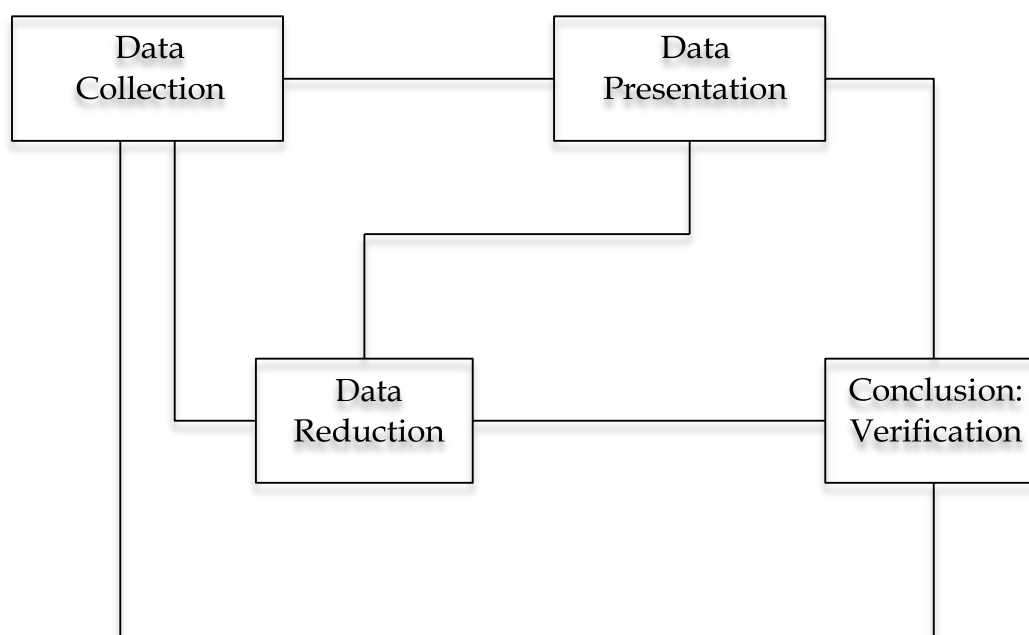 Data
Collection
Data
Presentation
Data
Reduction
Conclusion:
Verification